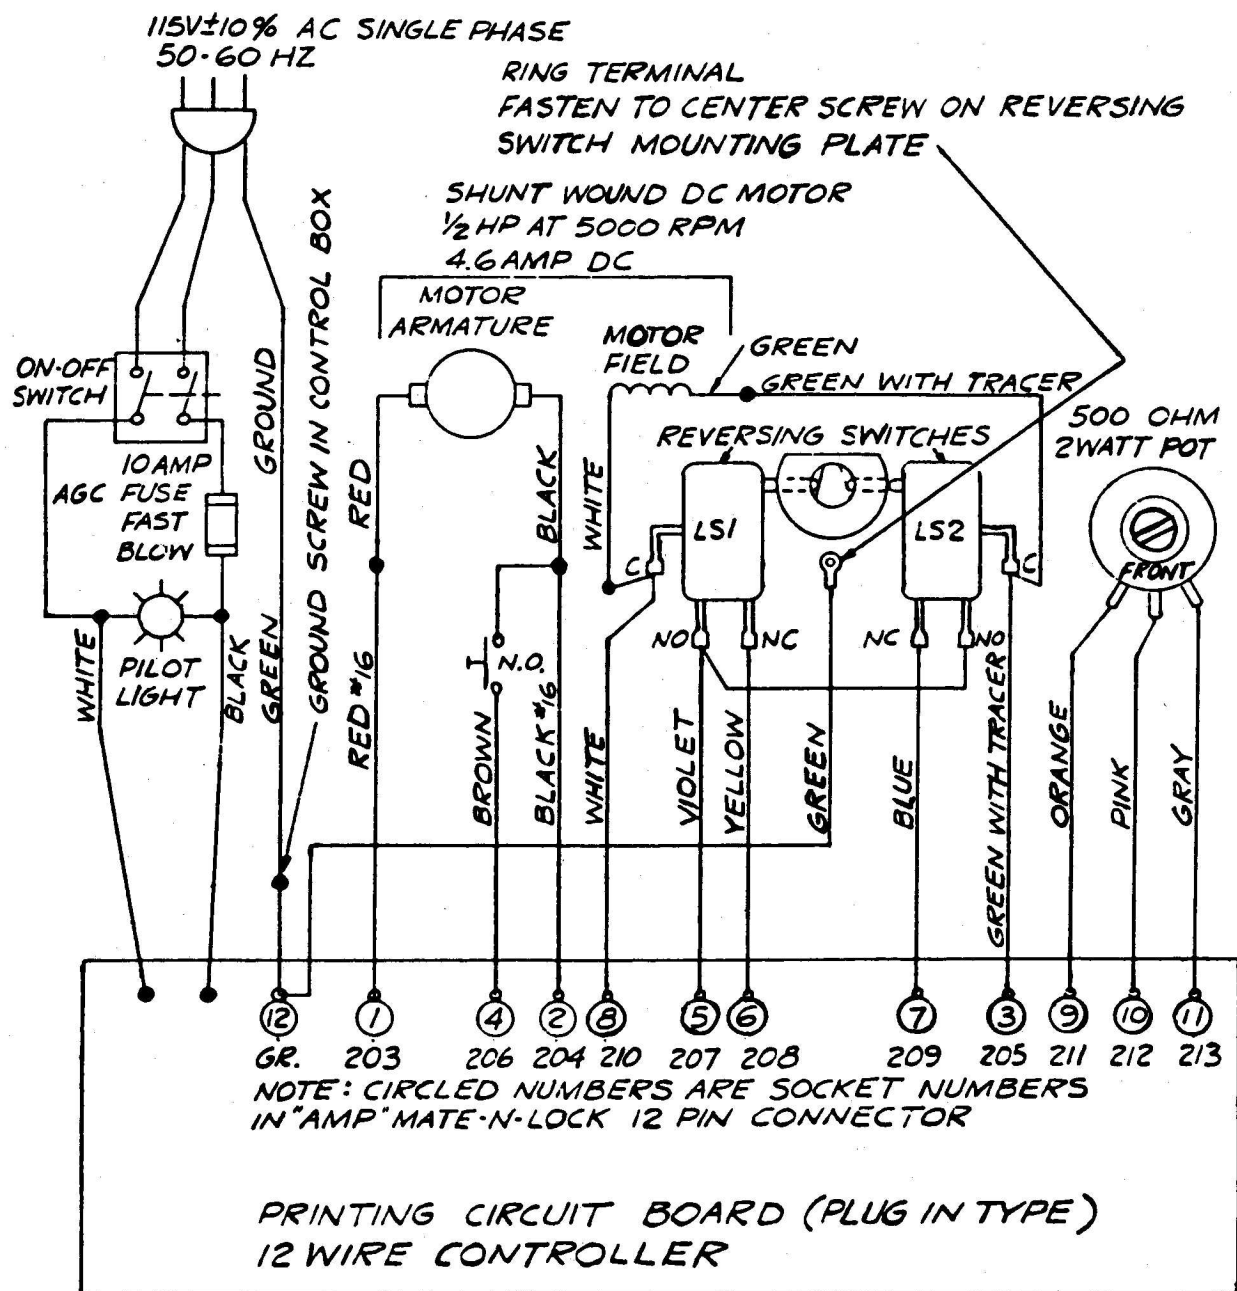 115V±10% AC SINGLE PHASE
50-60 HZ
RING TERMINAL
FASTEN TO CENTER SCREW ON REVERSING
SWITCH MOUNTING PLATE
SHUNT WOUND DC MOTOR
1/2 HP AT 5000 RPM
4.6 AMP DC
MOTOR
ARMATURE
MOTOR
FIELD
GREEN
GREEN WITH TRACER
ON-OFF
SWITCH
GROUND
GROUND SCREW IN CONTROL BOX
500 OHM
2WATT POT
REVERSING SWITCHES
10 AMP
FUSE
FAST
BLOW
AGC
RED
BLACK
WHITE
LS1
LS2
FRONT
C
C
NO
NC
NC
NO
PILOT
LIGHT
WHITE
BLACK
GREEN
RED #16
N.O.
BROWN
BLACK #16
WHITE
VIOLET
YELLOW
GREEN
BLUE
GREEN WITH TRACER
ORANGE
PINK
GRAY
12 1 4 2 8 5 6 7 3 9 10 11
GR. 203 206 204 210 207 208 209 205 211 212 213
NOTE: CIRCLED NUMBERS ARE SOCKET NUMBERS
IN "AMP" MATE-N-LOCK 12 PIN CONNECTOR
PRINTING CIRCUIT BOARD (PLUG IN TYPE)
12 WIRE CONTROLLER